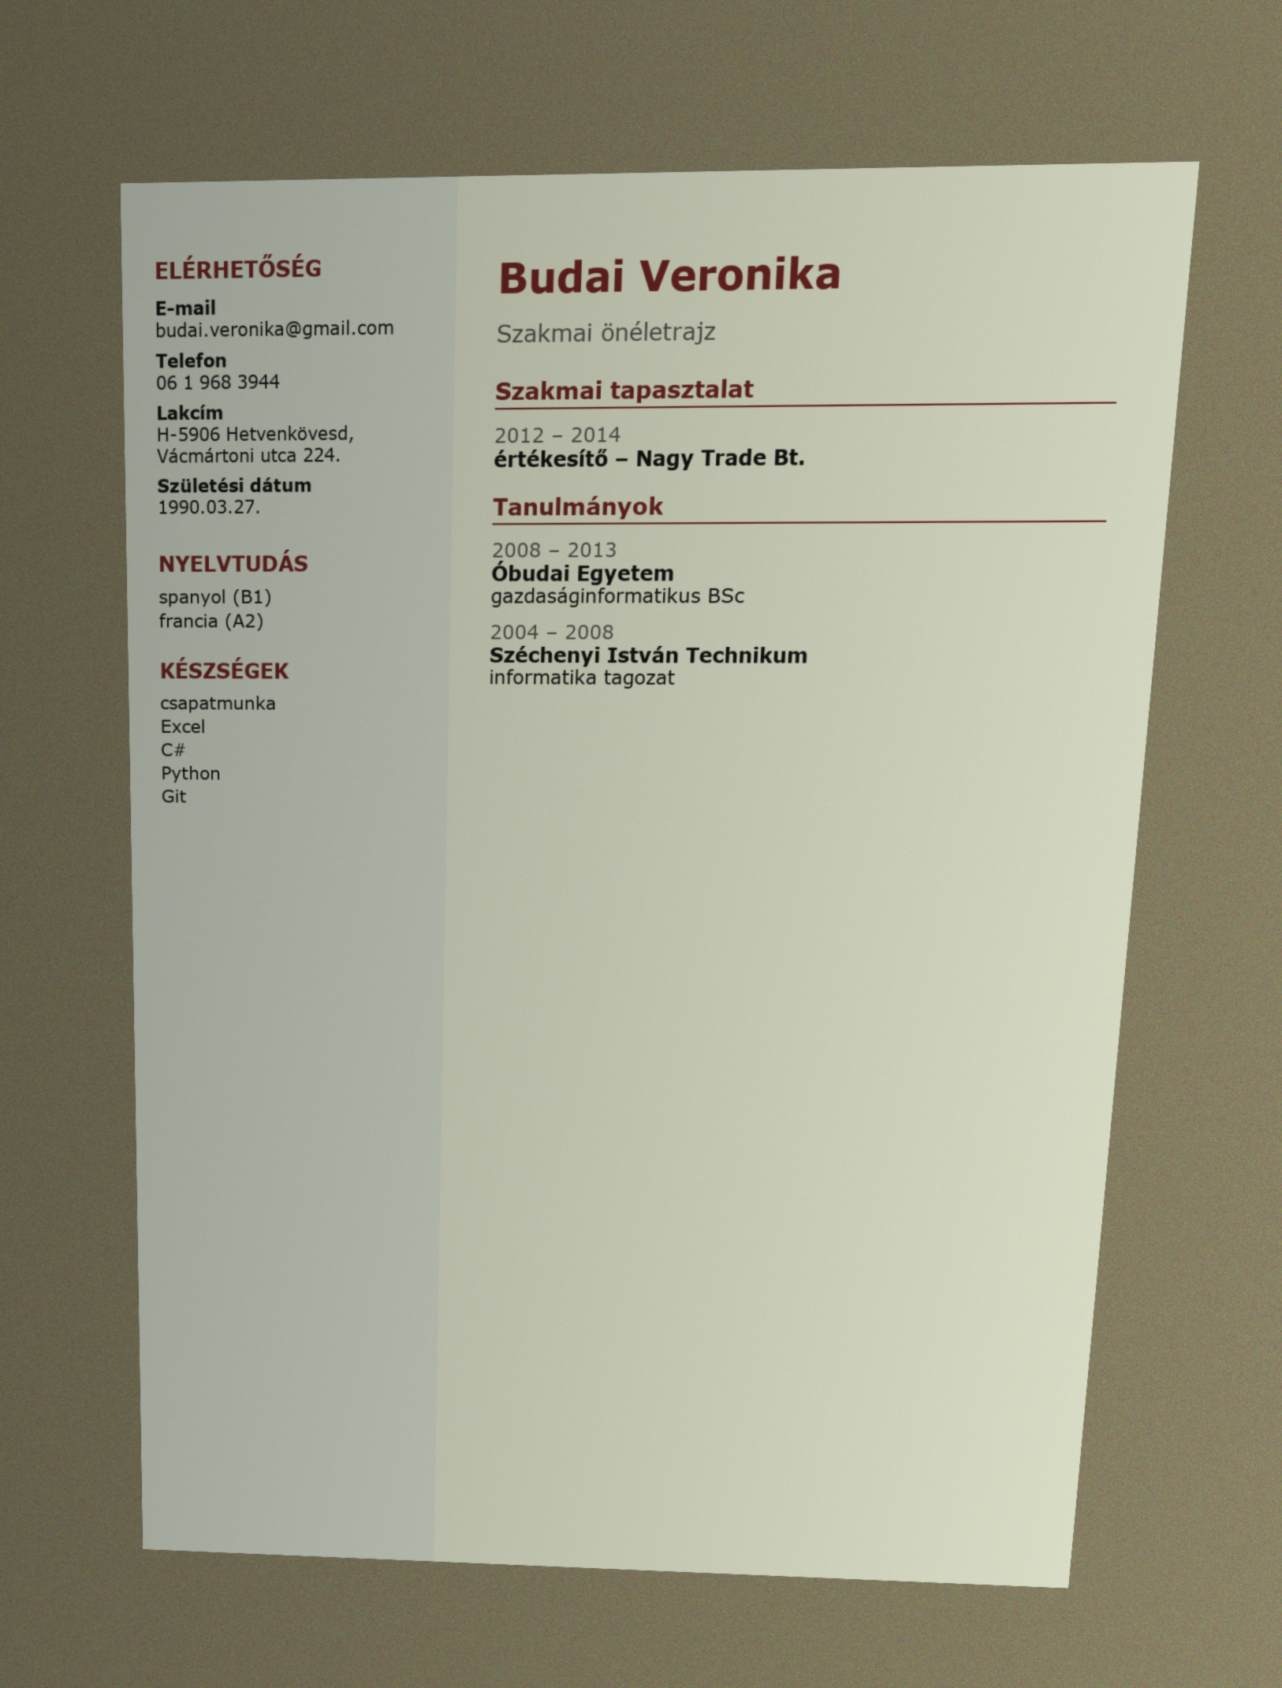 ELÉRHETŐSÉG
E-mail
budai.veronika@gmail.com
Telefon
06 1 968 3944
Lakcím
H-5906 Hetvenkövesd,
Vácmártoni utca 224.
Születési dátum
1990.03.27.
NYELVTUDÁS
spanyol (B1)
francia (A2)
KÉSZSÉGEK
csapatmunka
Excel
C#
Python
Git
Budai Veronika
Szakmai önéletrajz
Szakmai tapasztalat
2012 – 2014
értékesítő – Nagy Trade Bt.
Tanulmányok
2008 – 2013
Óbudai Egyetem
gazdaságinformatikus BSc
2004 – 2008
Széchenyi István Technikum
informatika tagozat